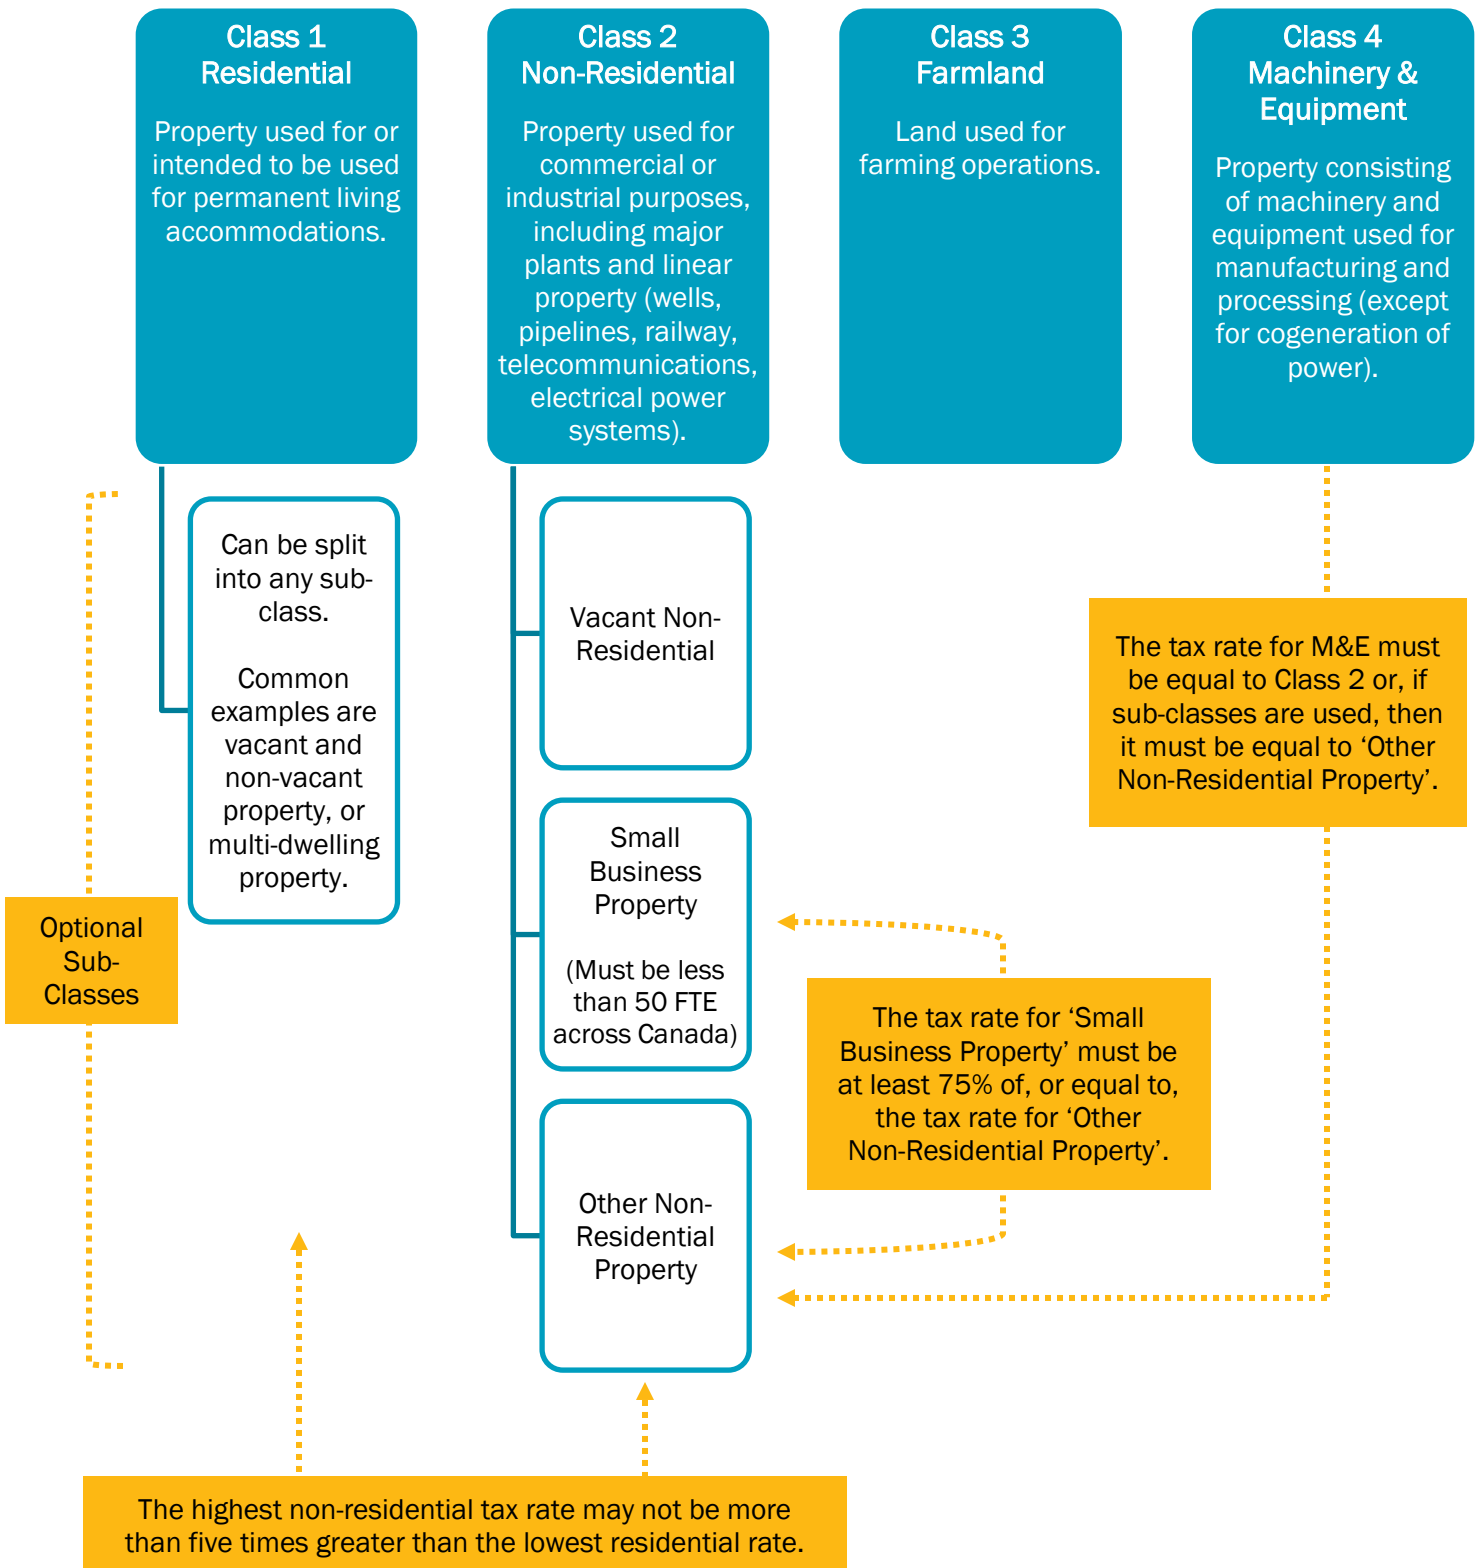 Class 1
Residential
Property used for or
intended to be used
for permanent living
accommodations.
Class 2
Non-Residential
Property used for
commercial or
industrial purposes,
including major
plants and linear
property (wells,
pipelines, railway,
telecommunications,
electrical power
systems).
Class 3
Farmland
Land used for
farming operations.
Class 4
Machinery &
Equipment
Property consisting
of machinery and
equipment used for
manufacturing and
processing (except
for cogeneration of
power).
Optional
Sub-
Classes
Can be split
into any sub-
class.
Common
examples are
vacant and
non-vacant
property, or
multi-dwelling
property.
Vacant Non-
Residential
Small
Business
Property
(Must be less
than 50 FTE
across Canada)
Other Non-
Residential
Property
The tax rate for ‘Small
Business Property’ must be
at least 75% of, or equal to,
the tax rate for ‘Other
Non-Residential Property’.
The tax rate for M&E must
be equal to Class 2 or, if
sub-classes are used, then
it must be equal to ‘Other
Non-Residential Property’.
The highest non-residential tax rate may not be more
than five times greater than the lowest residential rate.